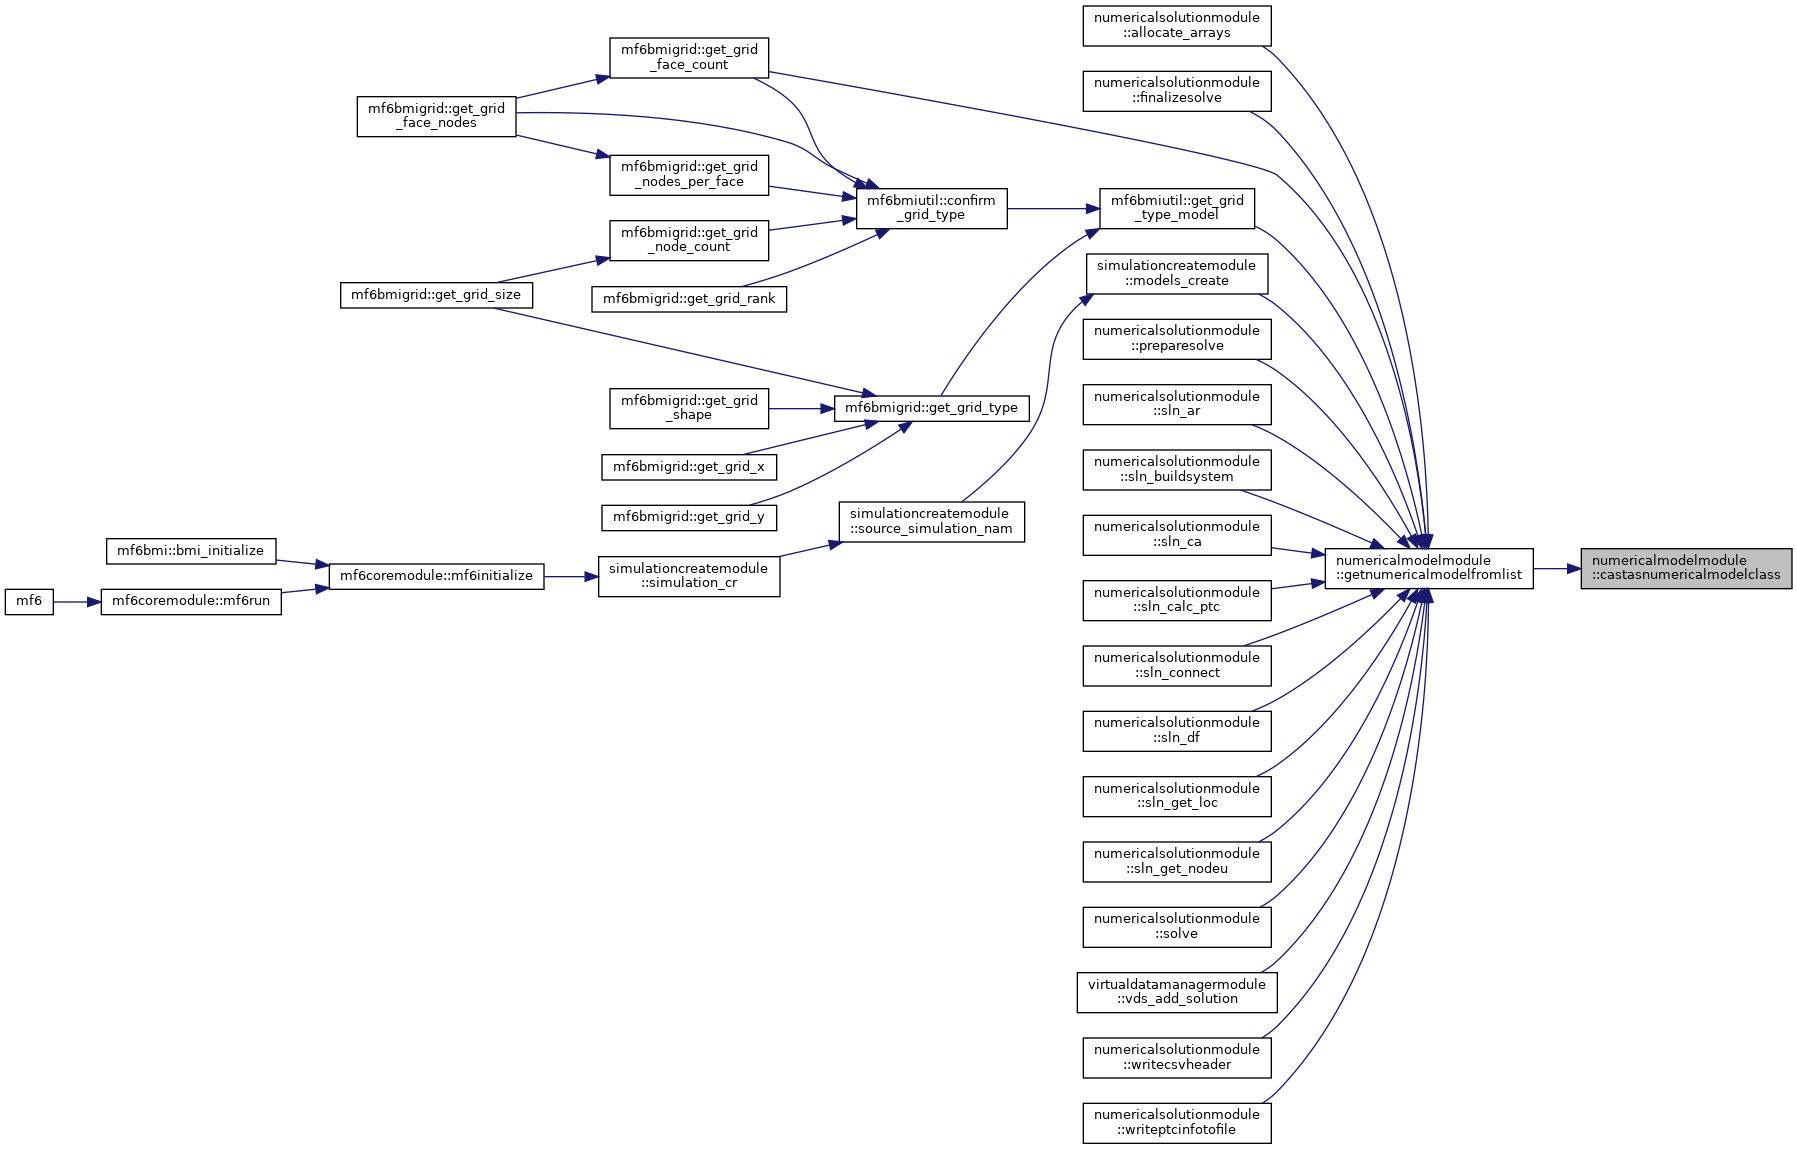 mf6
mf6bmi::bmi_initialize
mf6coremodule::mf6run
mf6coremodule::mf6initialize
mf6bmigrid::get_grid
_face_nodes
mf6bmigrid::get_grid_size
mf6bmigrid::get_grid
_face_count
mf6bmigrid::get_grid
_nodes_per_face
mf6bmigrid::get_grid
_node_count
mf6bmigrid::get_grid_rank
mf6bmigrid::get_grid
_shape
mf6bmigrid::get_grid_x
mf6bmigrid::get_grid_y
simulationcreatemodule
::simulation_cr
mf6bmiutil::confirm
_grid_type
mf6bmigrid::get_grid_type
simulationcreatemodule
::source_simulation_nam
numericalsolutionmodule
::allocate_arrays
numericalsolutionmodule
::finalizesolve
mf6bmiutil::get_grid
_type_model
simulationcreatemodule
::models_create
numericalsolutionmodule
::preparesolve
numericalsolutionmodule
::sln_ar
numericalsolutionmodule
::sln_buildsystem
numericalsolutionmodule
::sln_ca
numericalsolutionmodule
::sln_calc_ptc
numericalsolutionmodule
::sln_connect
numericalsolutionmodule
::sln_df
numericalsolutionmodule
::sln_get_loc
numericalsolutionmodule
::sln_get_nodeu
numericalsolutionmodule
::solve
virtualdatamanagermodule
::vds_add_solution
numericalsolutionmodule
::writecsvheader
numericalsolutionmodule
::writeptcinfotofile
numericalmodelmodule
::getnumericalmodelfromlist
numericalmodelmodule
::castasnumericalmodelclass